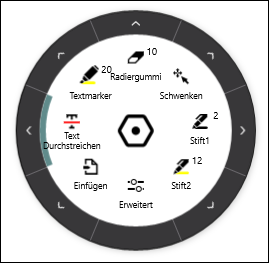 10
Radiergummi
20
Textmarker
Schwenken
2
Stift1
Text
Durchstreichen
12
Stift2
Einfügen
Erweitert